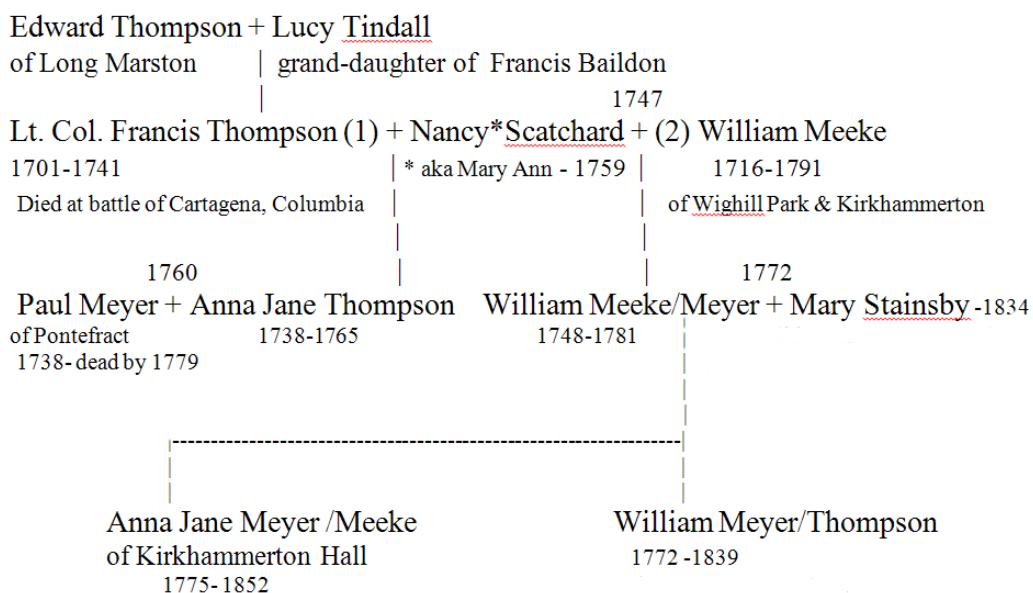 Edward Thompson + Lucy Tindall
of Long Marston | grand-daughter of Francis Baildon
1747
Lt. Col. Francis Thompson (1) + Nancy*Scatchard + (2) William Meeke
1701-1741 * aka Mary Ann - 1759 1716-1791
Died at battle of Cartagena, Columbia of Wighill Park & Kirkhammerton
1760 1772
Paul Meyer + Anna Jane Thompson William Meeke/Meyer + Mary Stainsby -1834
of Pontefract 1738-1765 1748-1781
1738- dead by 1779
Anna Jane Meyer /Meeke William Meyer/Thompson
of Kirkhammerton Hall 1772 -1839
1775- 1852